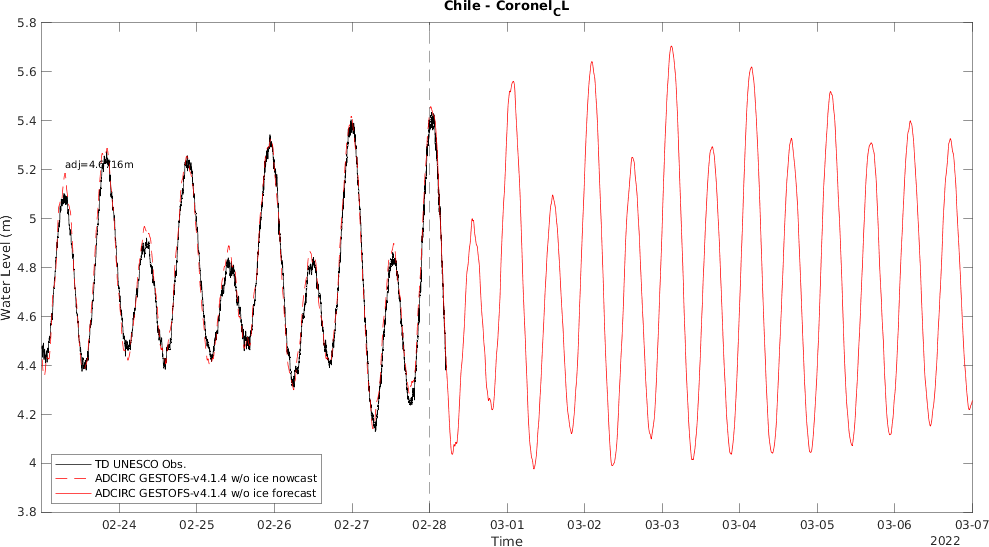 Chile - Coronel_CL
5.8
5.6
5.4
5.2
5
4.8
4.6
4.4
4.2
4
3.8
Water Level (m)
TD UNESCO Obs.
ADCIRC GESTOFS-v4.1.4 w/o ice nowcast
ADCIRC GESTOFS-v4.1.4 w/o ice forecast
02-24 02-25 02-26 02-27 02-28 03-01 03-02 03-03 03-04 03-05 03-06 03-07
Time
2022